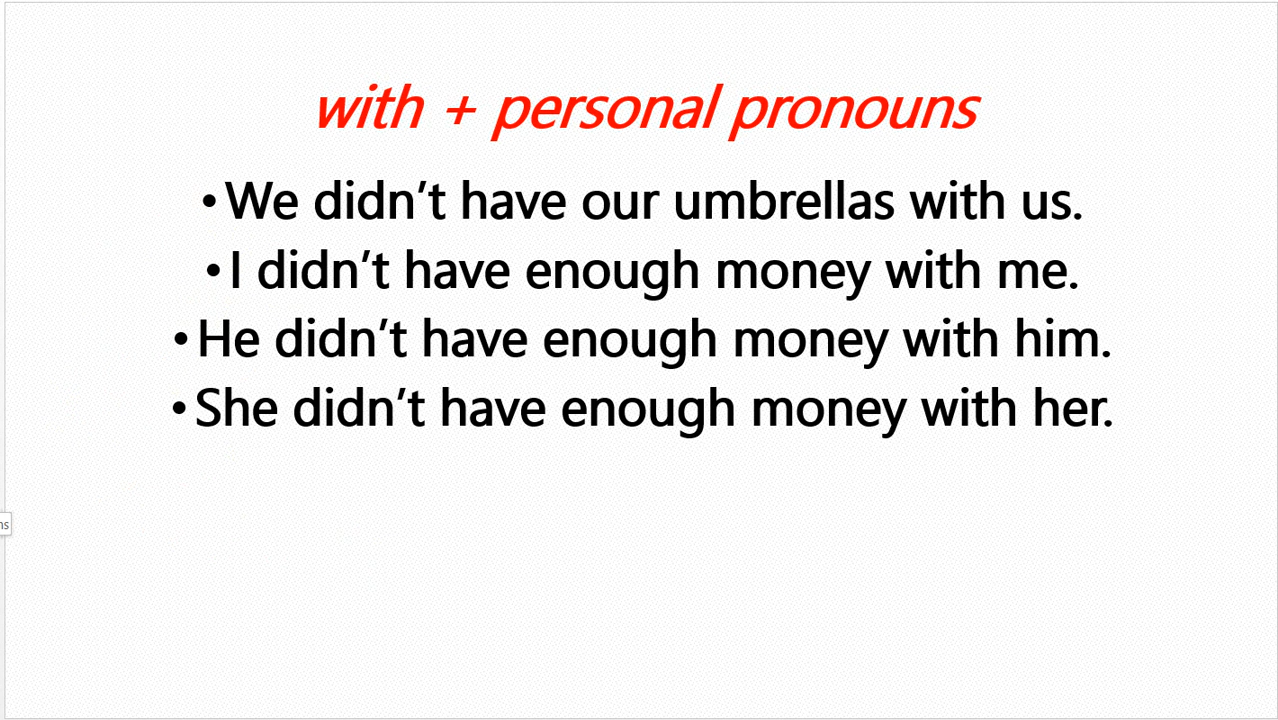 with + personal pronouns
•We didn’t have our umbrellas with us.
•I didn’t have enough money with me.
•He didn’t have enough money with him.
•She didn’t have enough money with her.
ns